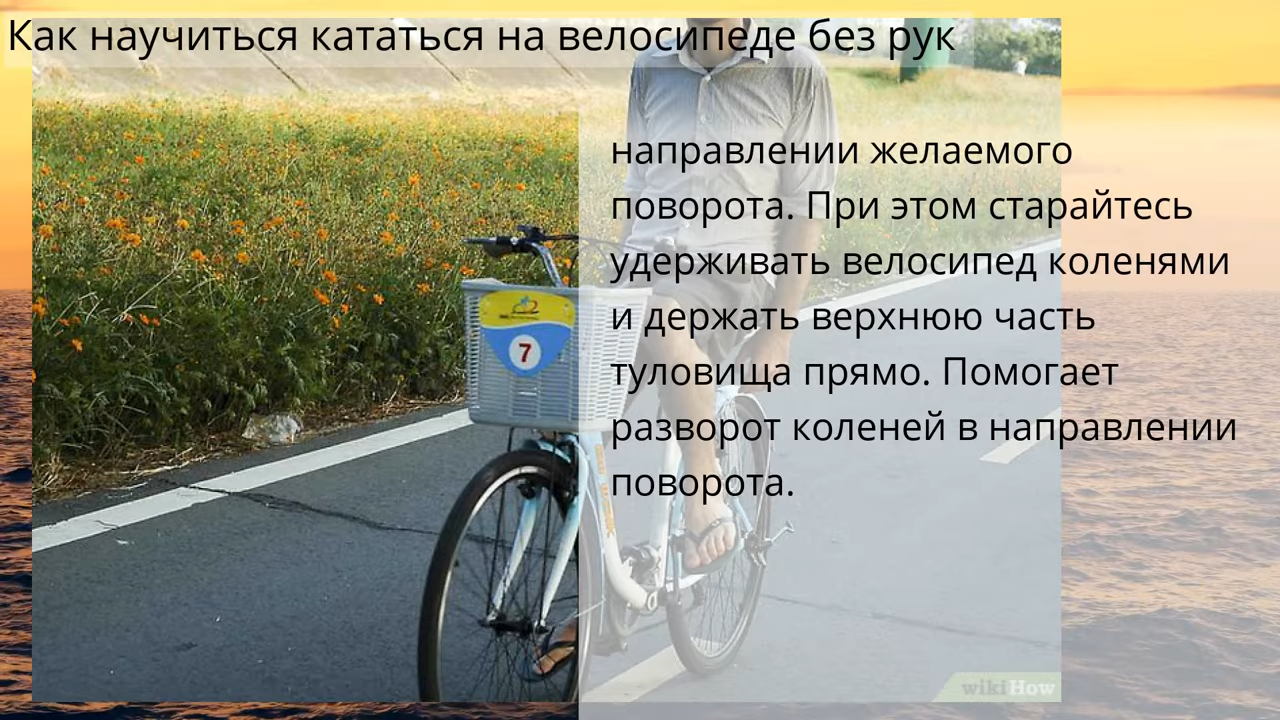 Как научиться кататься на велосипеде без рук
направлении желаемого
поворота. При этом старайтесь
удерживать велосипед коленями
и держать верхнюю часть
туловища прямо. Помогает
разворот коленей в направлении
поворота.
7
wikiHow